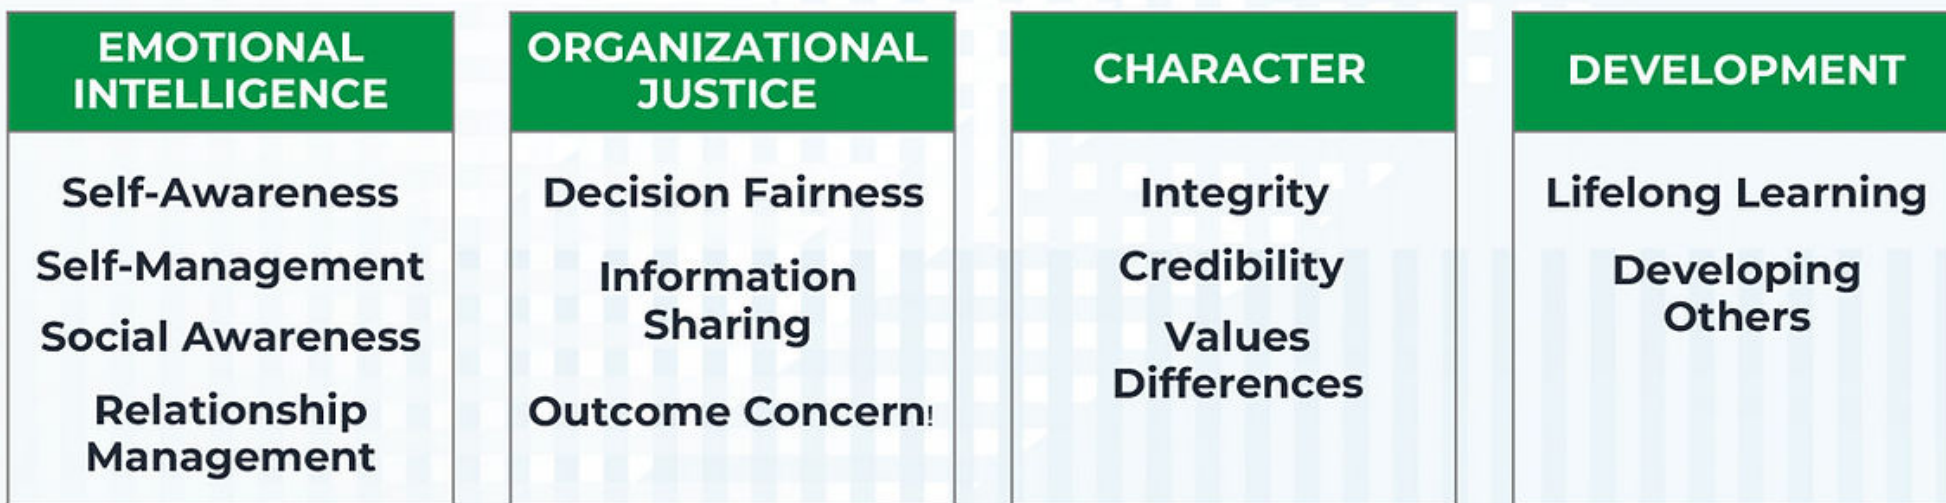 EMOTIONAL
INTELLIGENCE
Self-Awareness
Self-Management
Social Awareness
Relationship
Management
ORGANIZATIONAL
JUSTICE
Decision Fairness
Information
Sharing
Outcome Concern!
CHARACTER
Integrity
Credibility
Values
Differences
DEVELOPMENT
Lifelong Learning
Developing
Others